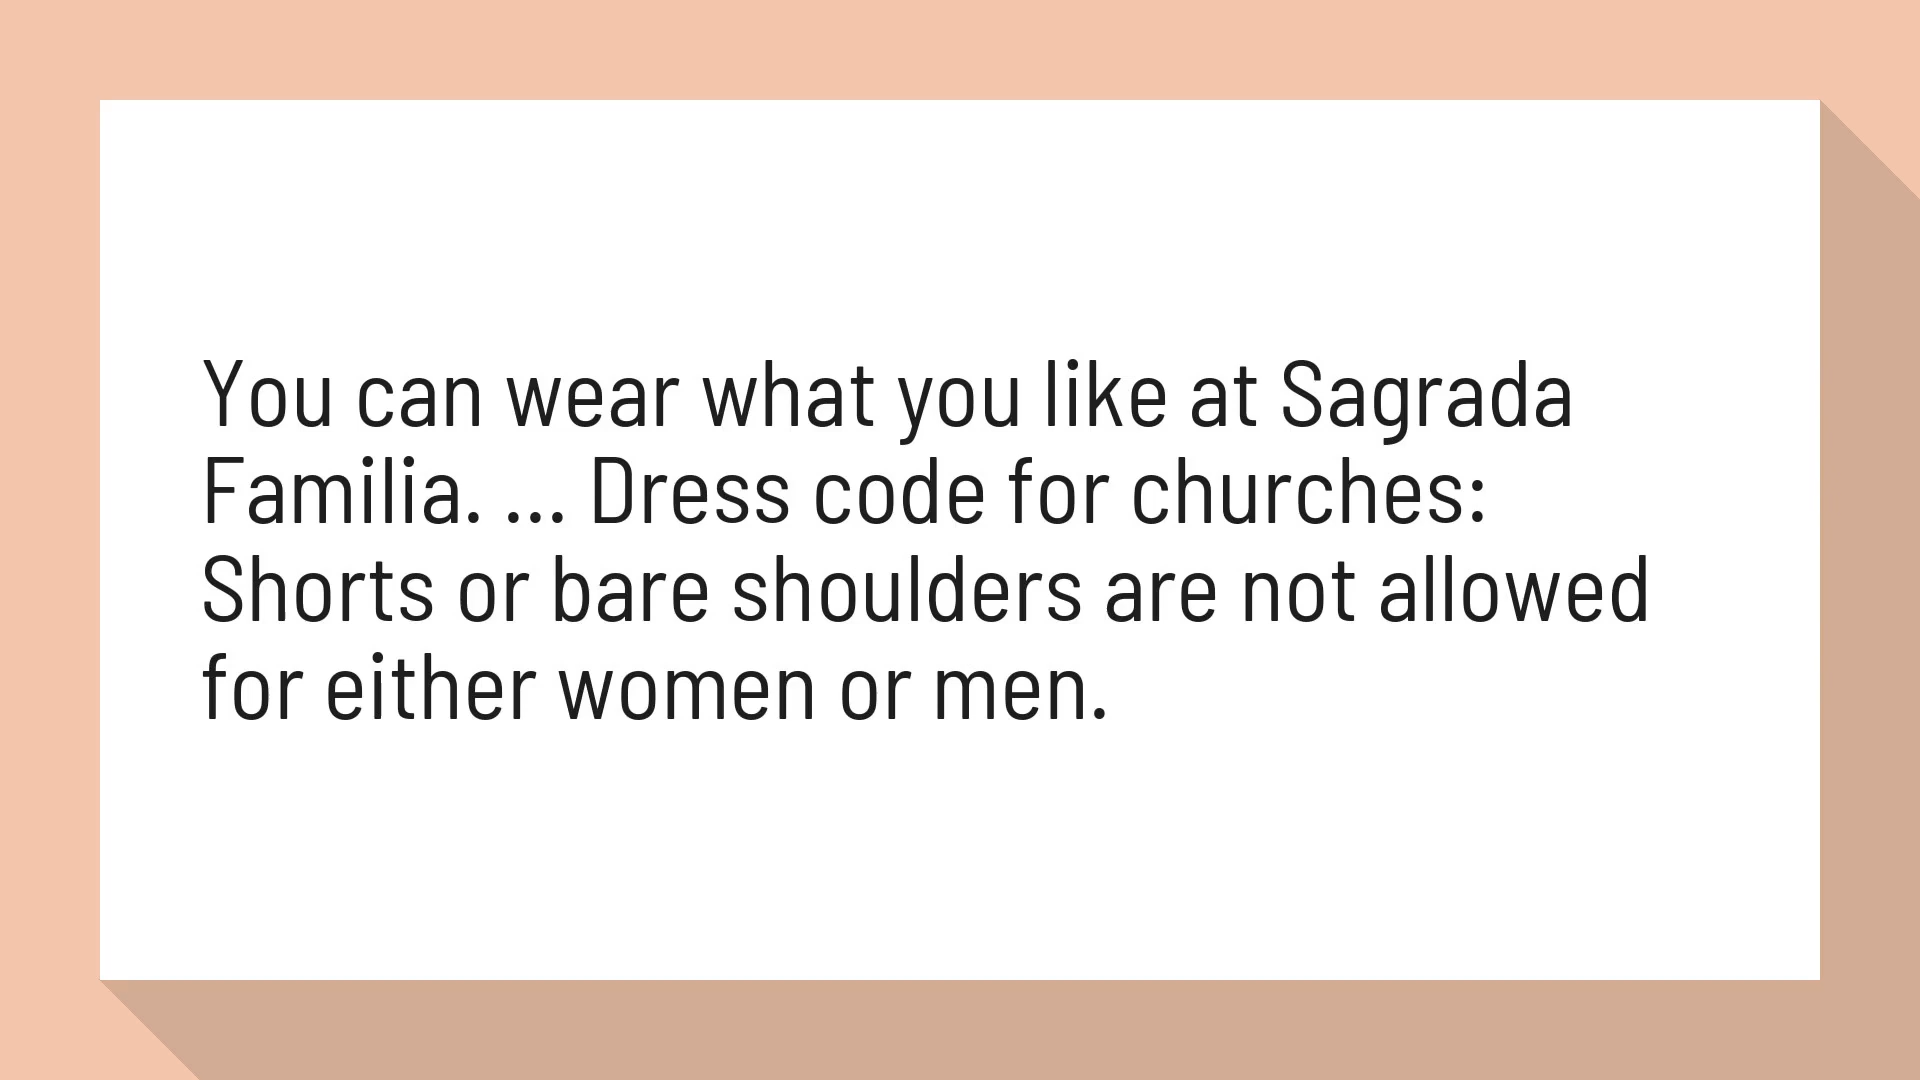 You can wear what you like at Sagrada
Familia. ... Dress code for churches:
Shorts or bare shoulders are not allowed
for either women or men.